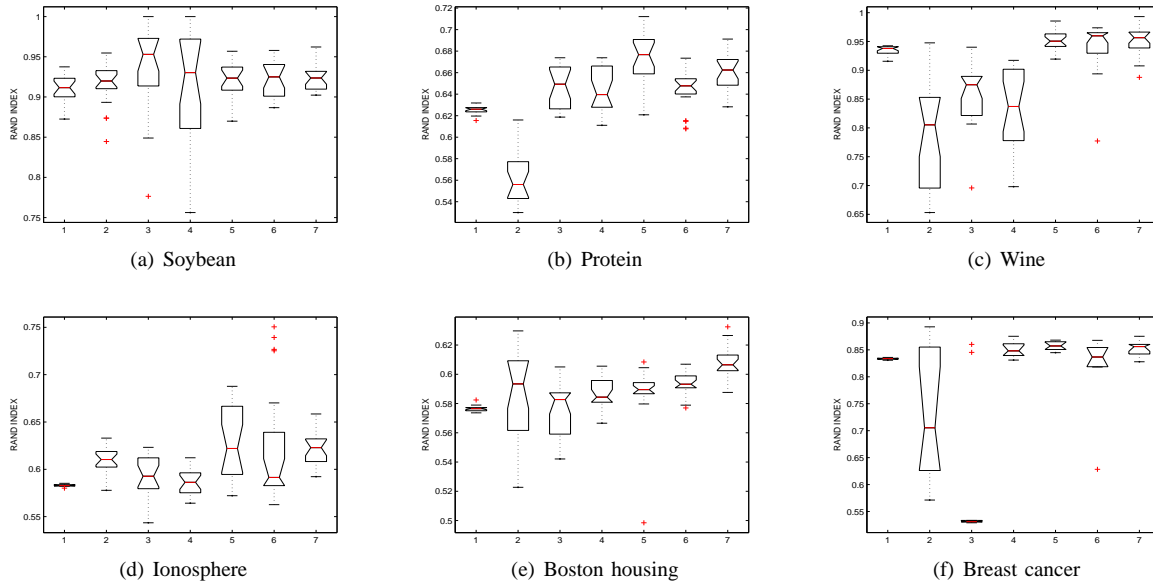 1
0.95
0.9
0.85
0.8
0.75
RAND INDEX
1 2 3 4 5 6 7
(a) Soybean
0.72
0.7
0.68
0.66
0.64
0.62
0.6
0.58
0.56
0.54
RAND INDEX
1 2 3 4 5 6 7
(b) Protein
0.95
0.9
0.85
0.8
0.75
0.7
0.65
RAND INDEX
1 2 3 4 5 6 7
(c) Wine
0.75
0.7
0.65
0.6
0.55
RAND INDEX
1 2 3 4 5 6 7
(d) Ionosphere
0.62
0.6
0.58
0.56
0.54
0.52
0.5
RAND INDEX
1 2 3 4 5 6 7
(e) Boston housing
0.9
0.85
0.8
0.75
0.7
0.65
0.6
0.55
RAND INDEX
1 2 3 4 5 6 7
(f) Breast cancer